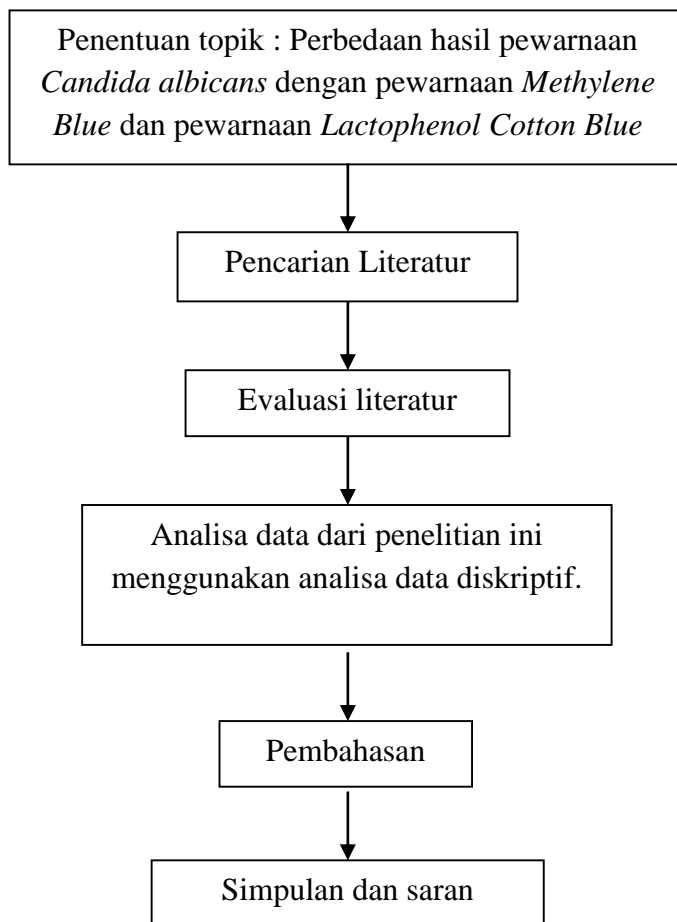 Penentuan topik : Perbedaan hasil pewarnaan
Candida albicans dengan pewarnaan Methylene
Blue dan pewarnaan Lactophenol Cotton Blue
Pencarian Literatur
Evaluasi literatur
Analisa data dari penelitian ini
menggunakan analisa data diskriptif.
Pembahasan
Simpulan dan saran